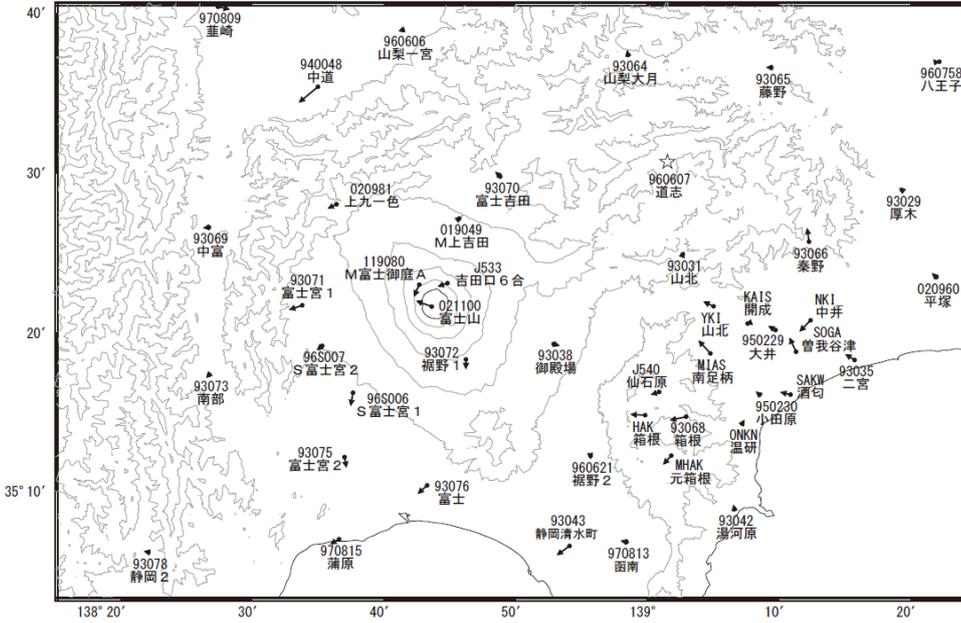 40′
970809
韮崎
960606
山梨一宮
940048
中道
93064
山梨大月
93065
藤野
960758
八王子
30′
960607
道志
020981
上九一色
93070
富士吉田
93029
厚木
019049
M上吉田
93069
中富
93066
秦野
119080
M富士御庭A
J533
吉田口6合
93031
山北
93071
富士宮1
021100
富士山
020960
平塚
KAIS
開成
NKI
中井
YKI
山北
20′
950229
大井
SOGA
曽我谷津
96S007
S富士宮2
93072
裾野1
93038
御殿場
MIAS
南足柄
93035
二宮
J540
仙石原
93073
南部
SAKW
酒匂
96S006
S富士宮1
950230
小田原
HAK
箱根
93068
箱根
ONKN
温研
93075
富士宮2
960621
裾野2
MHAK
元箱根
35°10′
93076
富士
93043
静岡清水町
93042
湯河原
970815
蒲原
970813
函南
93078
静岡2
138°20′
30′
40′
50′
139°
10′
20′